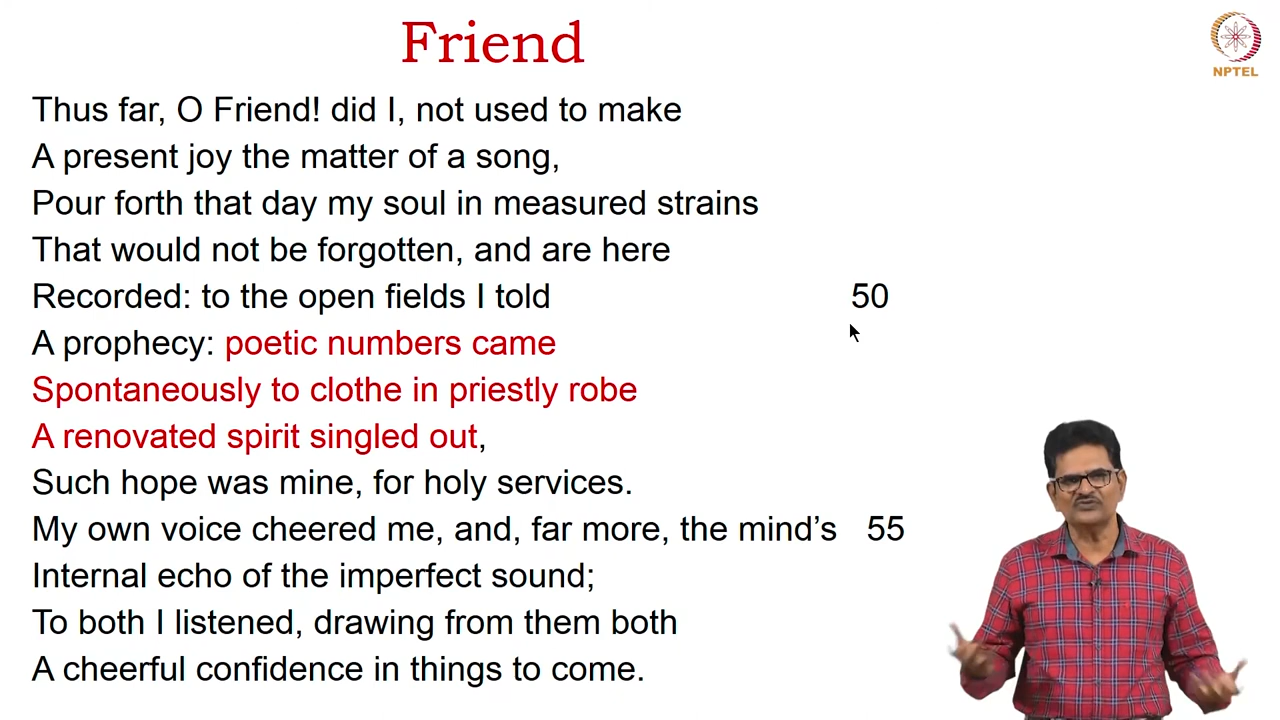 Friend
NPTEL
Thus far, O Friend! did I, not used to make
A present joy the matter of a song,
Pour forth that day my soul in measured strains
That would not be forgotten, and are here
Recorded: to the open fields I told 50
A prophecy: poetic numbers came
Spontaneously to clothe in priestly robe
A renovated spirit singled out,
Such hope was mine, for holy services.
My own voice cheered me, and, far more, the mind’s 55
Internal echo of the imperfect sound;
To both I listened, drawing from them both
A cheerful confidence in things to come.